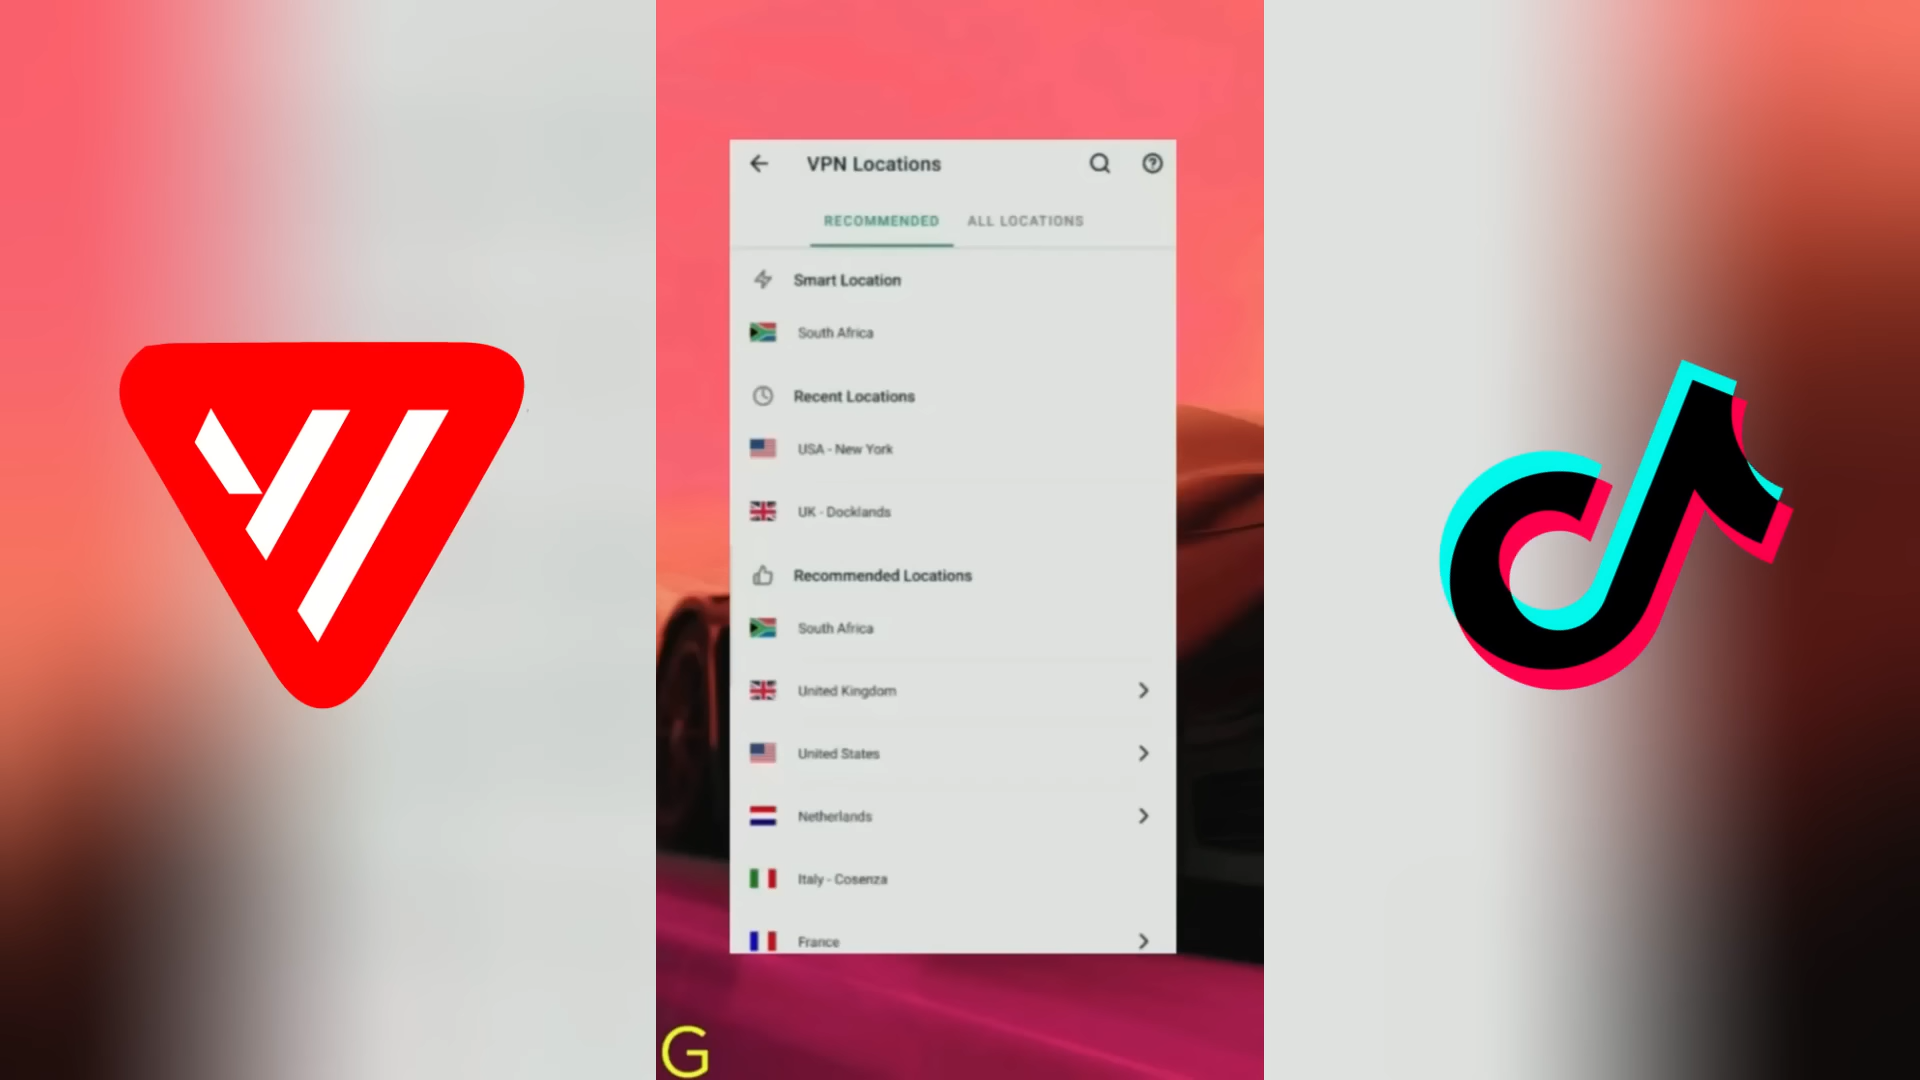 VPN Locations
RECOMMENDED ALL LOCATIONS
Smart Location
South Africa
Recent Locations
USA - New York
UK - Docklands
Recommended Locations
South Africa
United Kingdom
United States
Netherlands
Italy - Cosenza
France
G